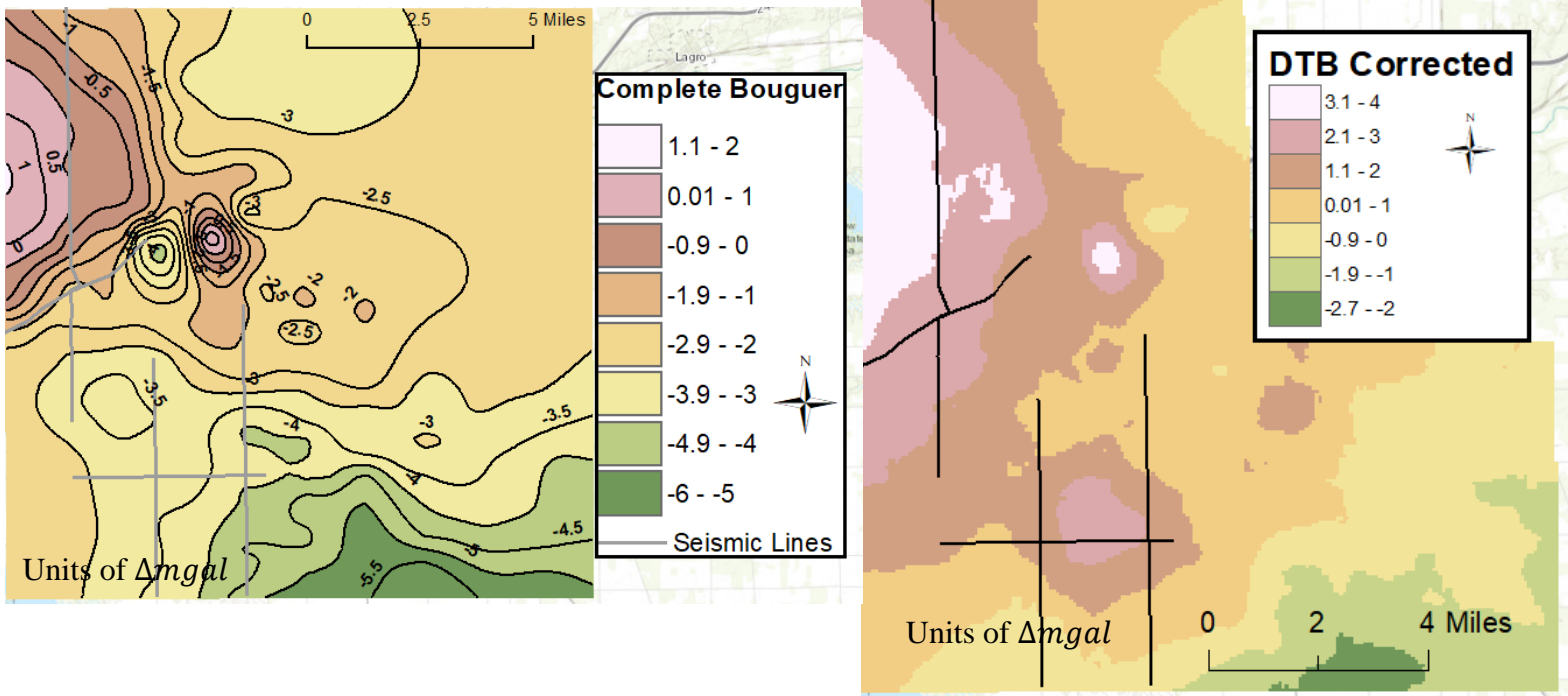 0 2.5 5 Miles
Lagro
Complete Bouguer
1.1 - 2
0.01 - 1
-0.9 - 0
-1.9 - -1
-2.9 - -2
-3.9 - -3
-4.9 - -4
-6 - -5
Seismic Lines
N
-1
-1.5
-0.5
-3
1
0.5
0
-2.5
-3
-1
-1.5
-2.5
-2
-2
-2.5
-3
-3.5
-4
-3
-3.5
-4
-4.5
-5
-5.5
Units of Δmgal
DTB Corrected
3.1 - 4
2.1 - 3
1.1 - 2
0.01 - 1
-0.9 - 0
-1.9 - -1
-2.7 - -2
N
Units of Δmgal
0 2 4 Miles